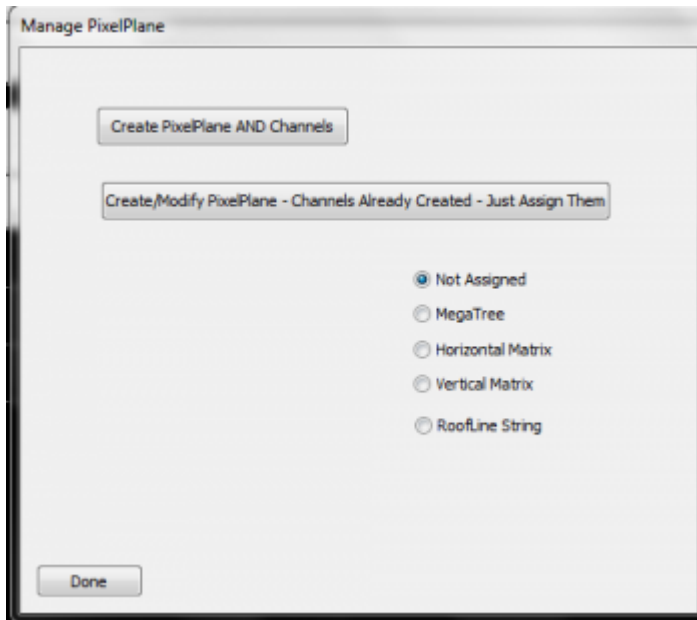 Manage PixelPlane
Create PixelPlane AND Channels
Create/Modify PixelPlane - Channels Already Created - Just Assign Them
Not Assigned
MegaTree
Horizontal Matrix
Vertical Matrix
RoofLine String
Done